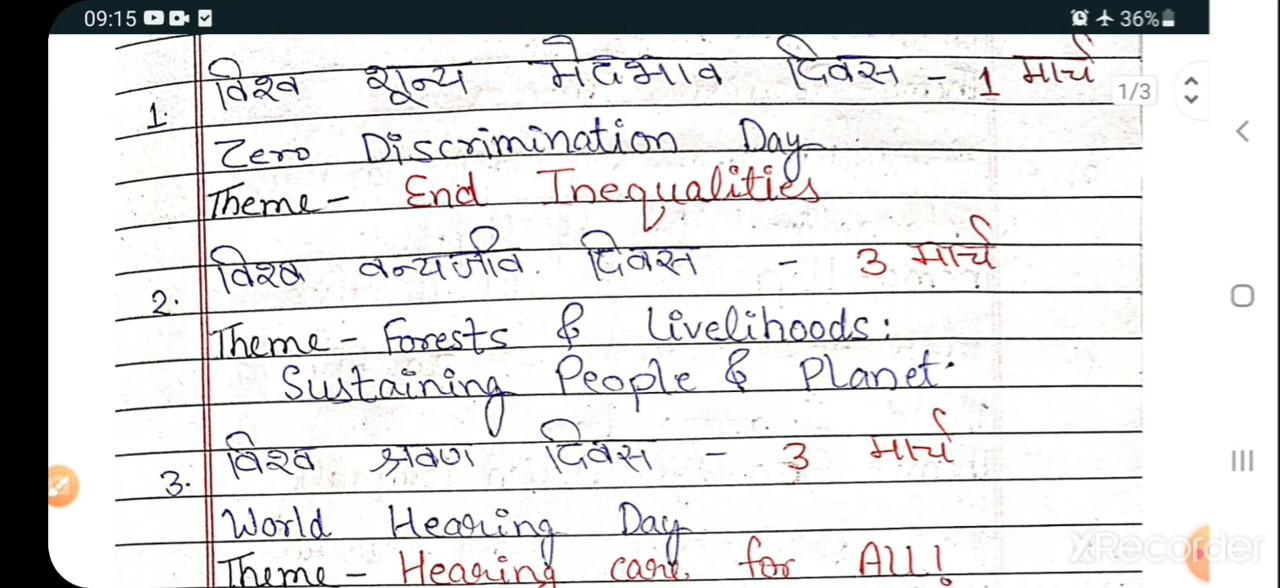 09:15 36%
विश्व शून्य भेदभाव दिवस - 1 मार्च
1/3
1.
Zero Discrimination Day
Theme - End Inequalities
विश्व वन्यजीव दिवस - 3 मार्च
2.
Theme - Forests & Livelihoods:
Sustaining People & Planet.
विश्व श्रवण दिवस - 3 मार्च
3.
World Hearing Day
Theme - Hearing care for ALL!
XRecorder